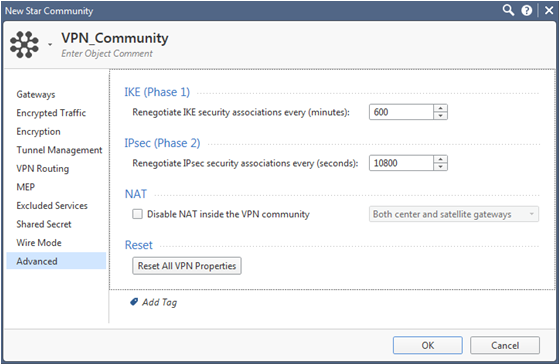 New Star Community
VPN_Community
Enter Object Comment
Gateways
Encrypted Traffic
Encryption
Tunnel Management
VPN Routing
MEP
Excluded Services
Shared Secret
Wire Mode
Advanced
IKE (Phase 1)
Renegotiate IKE security associations every (minutes): 600
IPsec (Phase 2)
Renegotiate IPsec security associations every (seconds): 10800
NAT
Disable NAT inside the VPN community Both center and satellite gateways
Reset
Reset All VPN Properties
Add Tag
OK Cancel